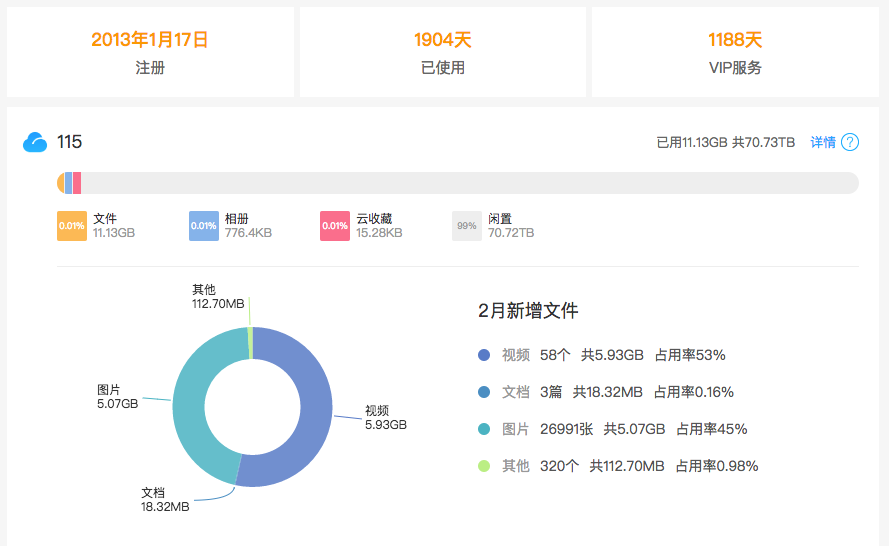 2013年1月17日
注册
1904天
已使用
1188天
VIP服务
115
已用11.13GB 共70.73TB 详情 ?
0.01% 文件
11.13GB
0.01% 相册
776.4KB
0.01% 云收藏
15.28KB
99% 闲置
70.72TB
其他
112.70MB
图片
5.07GB
视频
5.93GB
文档
18.32MB
2月新增文件
视频 58个 共5.93GB 占用率53%
文档 3篇 共18.32MB 占用率0.16%
图片 26991张 共5.07GB 占用率45%
其他 320个 共112.70MB 占用率0.98%